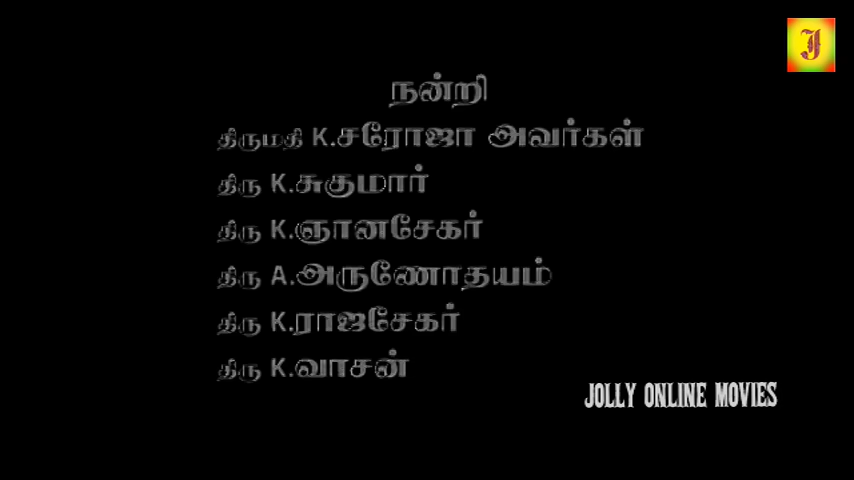 J
நன்றி
திருமதி K.சரோஜா அவர்கள்
திரு K.சுகுமார்
திரு K.ஞானசேகர்
திரு A.அருணோதயம்
திரு K.ராஜசேகர்
திரு K.வாசன்
JOLLY ONLINE MOVIES